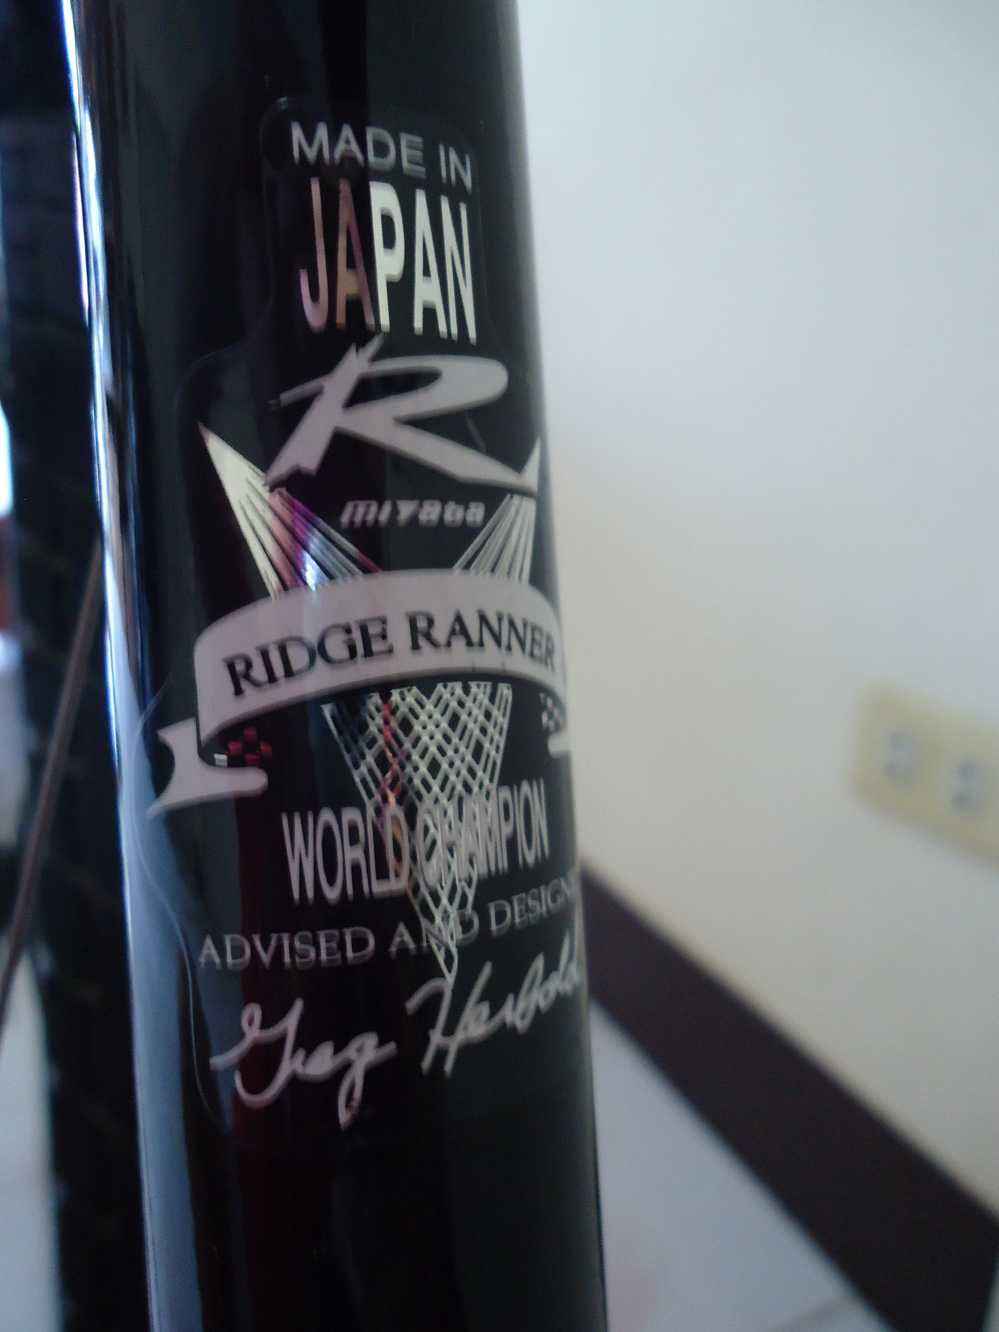 MADE IN
JAPAN
R
miyata
RIDGE RANNER
WORLD CHAMPION
ADVISED AND DESIGN
Greg Herbold